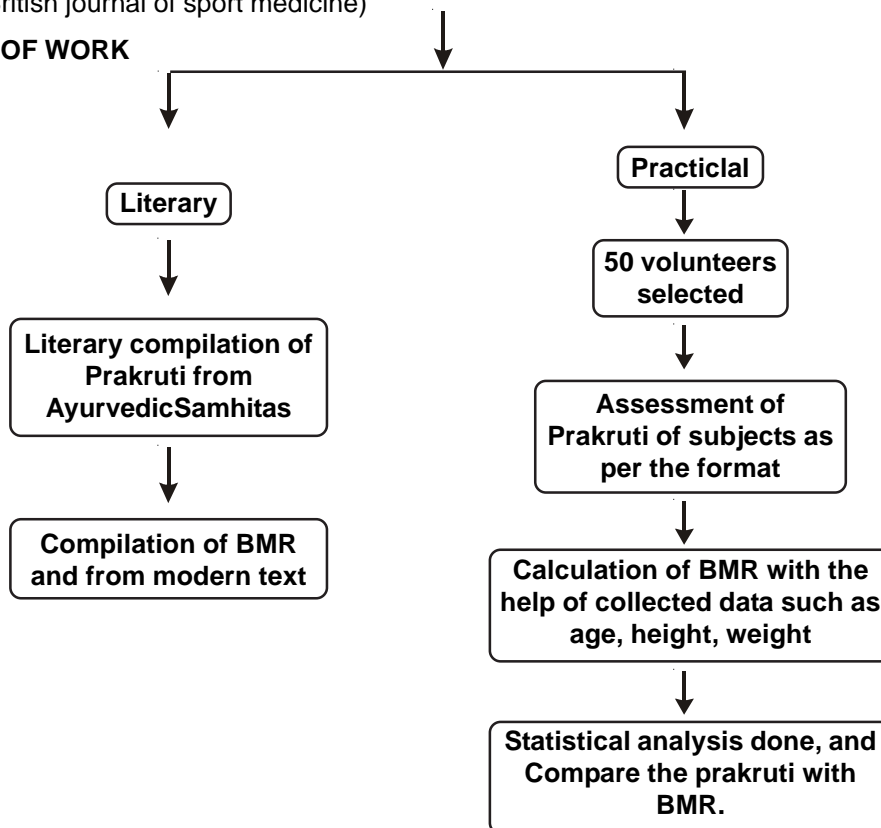 ritish journal of sport medicine)
OF WORK
Literary
Literary compilation of
Prakruti from
AyurvedicSamhitas
Compilation of BMR
and from modern text
Practiclal
50 volunteers
selected
Assessment of
Prakruti of subjects as
per the format
Calculation of BMR with the
help of collected data such as
age, height, weight
Statistical analysis done, and
Compare the prakruti with
BMR.